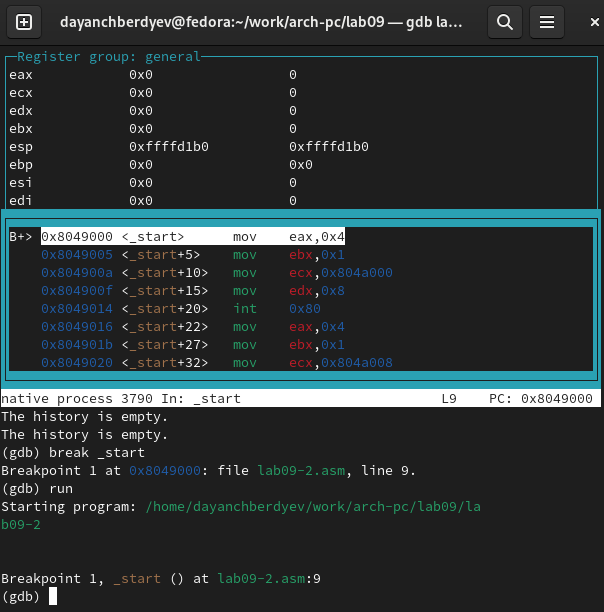 dayanchberdyev@fedora:~/work/arch-pc/lab09 — gdb la...
Register group: general
eax 0x0 0
ecx 0x0 0
edx 0x0 0
ebx 0x0 0
esp 0xffffd1b0 0xffffd1b0
ebp 0x0 0x0
esi 0x0 0
edi 0x0 0
B+> 0x8049000 <_start> mov eax,0x4
0x8049005 <_start+5> mov ebx,0x1
0x804900a <_start+10> mov ecx,0x804a000
0x804900f <_start+15> mov edx,0x8
0x8049014 <_start+20> int 0x80
0x8049016 <_start+22> mov eax,0x4
0x804901b <_start+27> mov ebx,0x1
0x8049020 <_start+32> mov ecx,0x804a008
native process 3790 In: _start L9 PC: 0x8049000
The history is empty.
The history is empty.
(gdb) break _start
Breakpoint 1 at 0x8049000: file lab09-2.asm, line 9.
(gdb) run
Starting program: /home/dayanchberdyev/work/arch-pc/lab09/la
b09-2
Breakpoint 1, _start () at lab09-2.asm:9
(gdb)